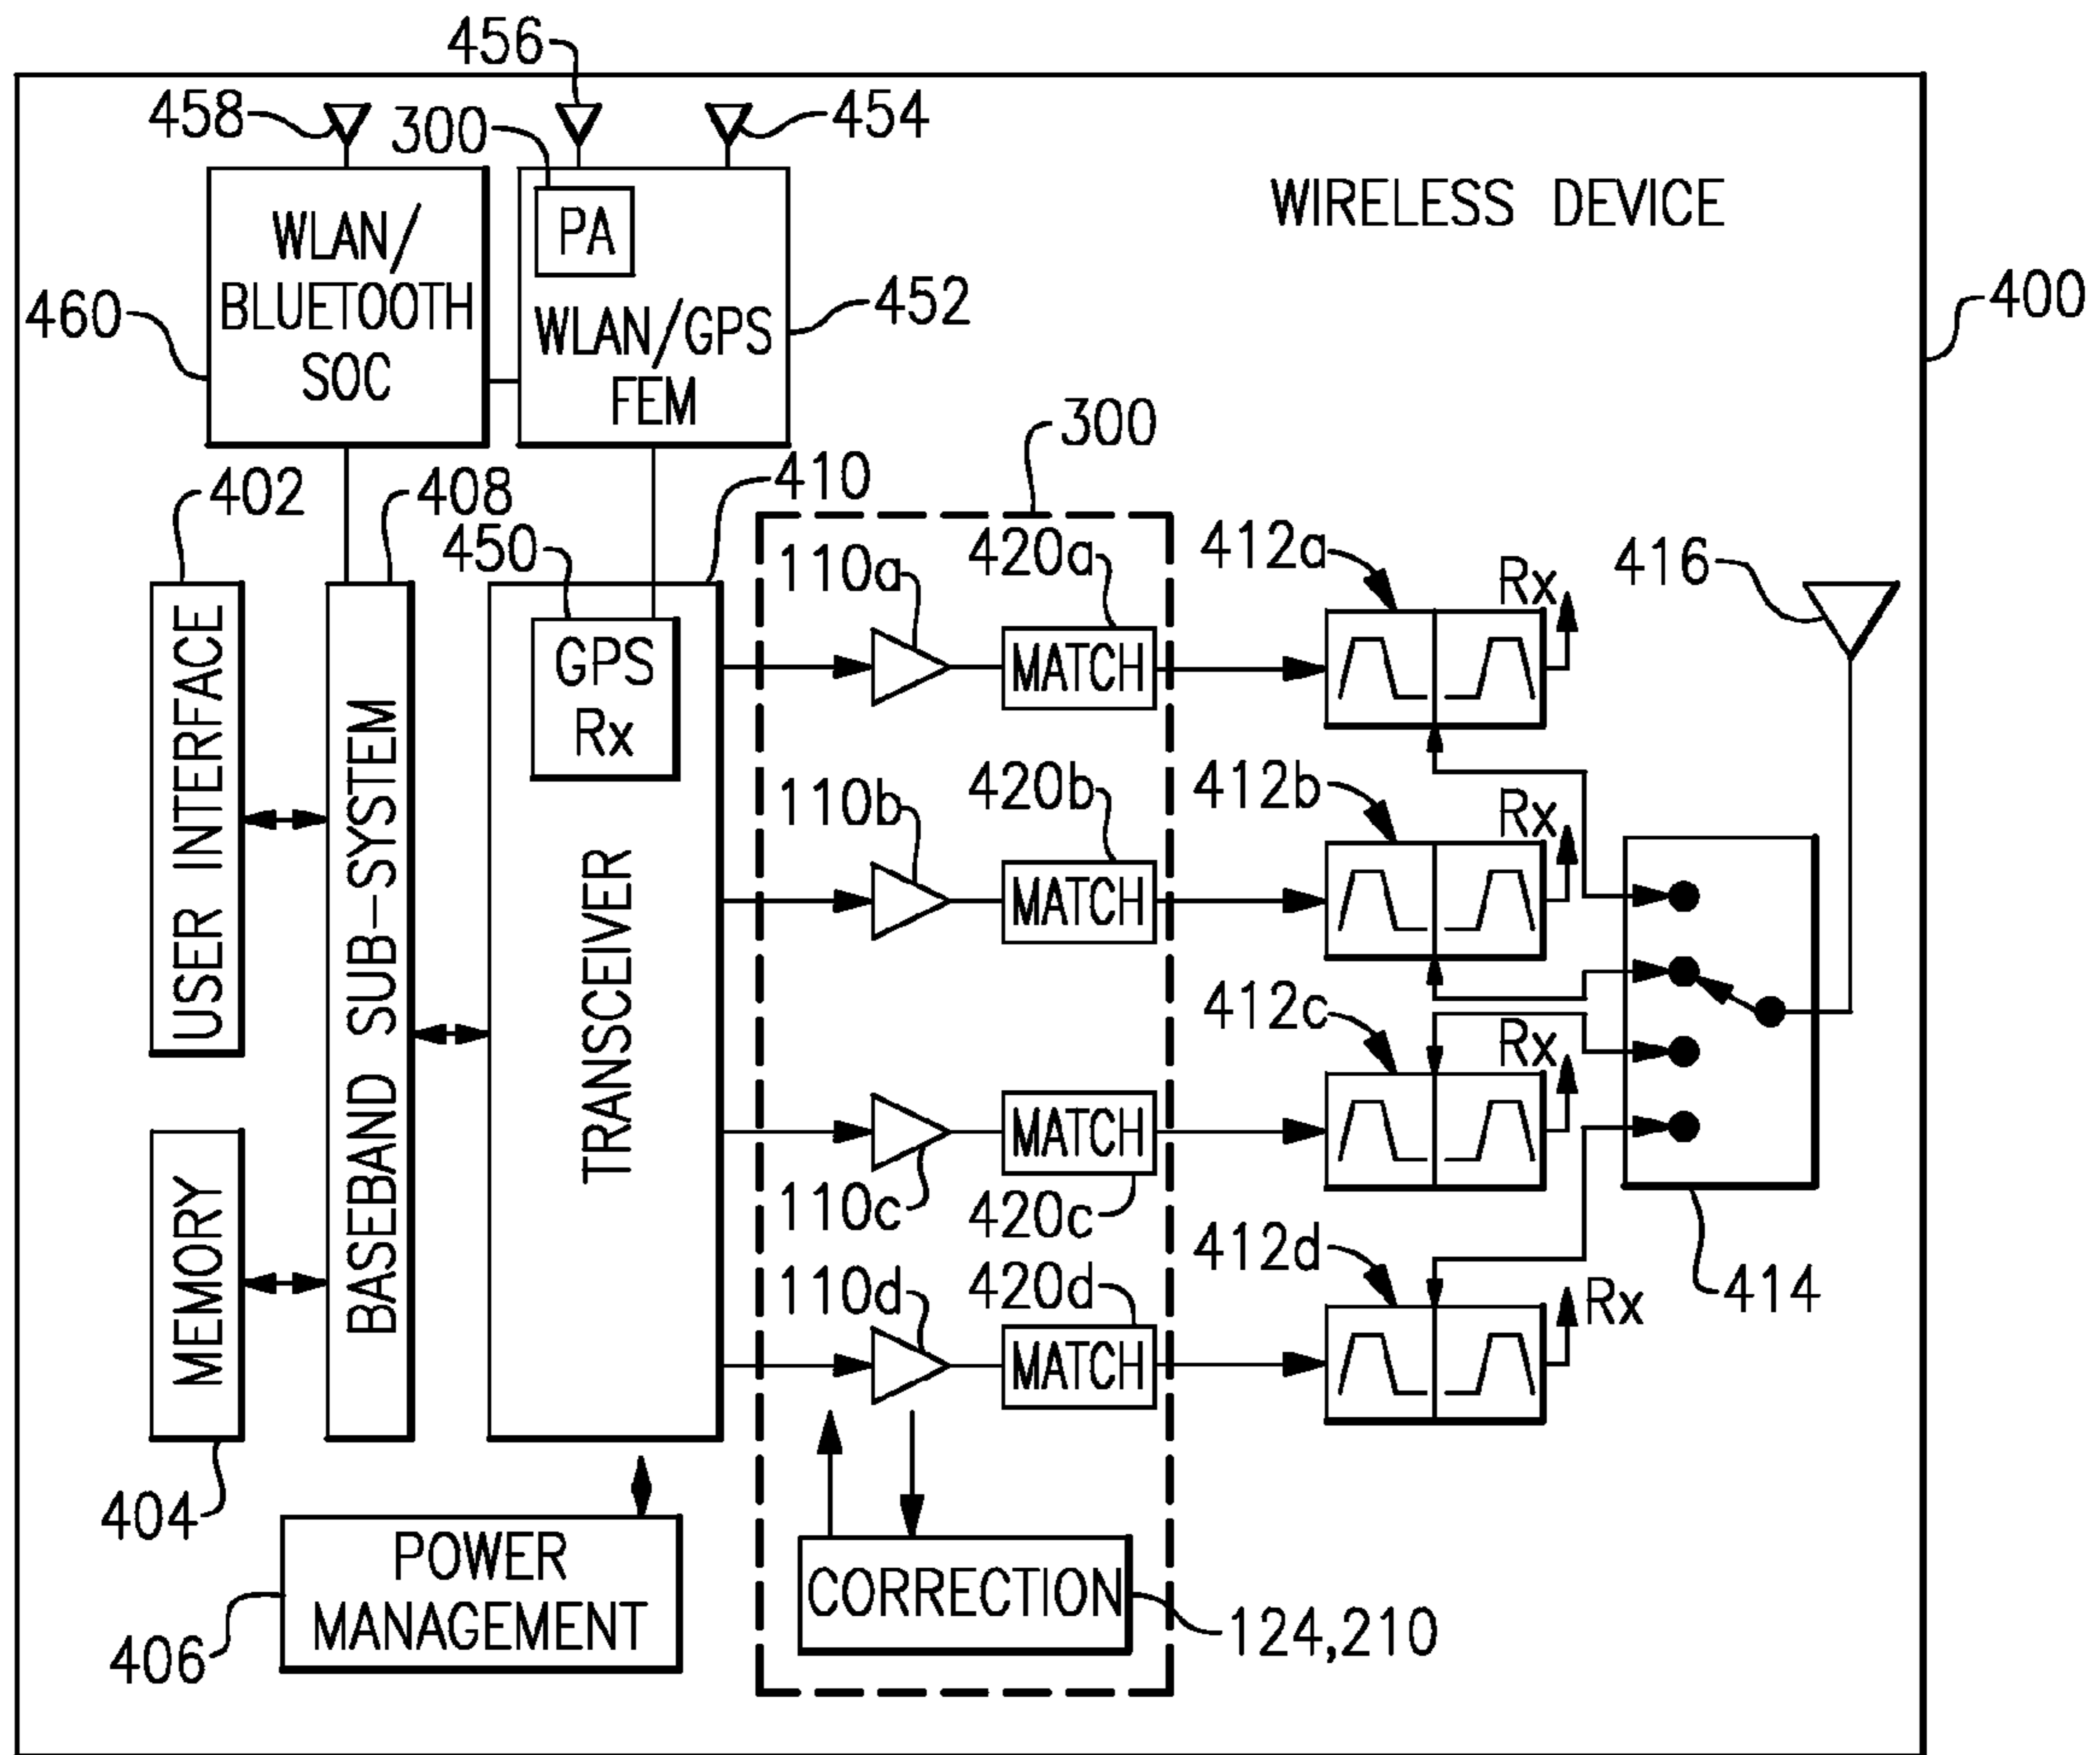 456
458
300
454
WIRELESS DEVICE
PA
WLAN/
BLUETOOTH
SOC
460
WLAN/GPS
FEM
452
400
300
402
408
410
450
110a
420a
412a
Rx
416
GPS
Rx
MATCH
USER INTERFACE
BASEBAND SUB-SYSTEM
TRANSCEIVER
110b
420b
412b
Rx
MATCH
412c
Rx
MATCH
110c
420c
MEMORY
110d
420d
412d
Rx
414
MATCH
404
POWER
MANAGEMENT
406
CORRECTION
124,210